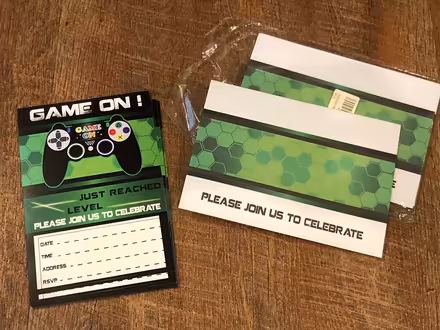 GAME ON !
GAME
ON
JUST REACHED
LEVEL
PLEASE JOIN US TO CELEBRATE
DATE
TIME
ADDRESS
RSVP
PLEASE JOIN US TO CELEBRATE